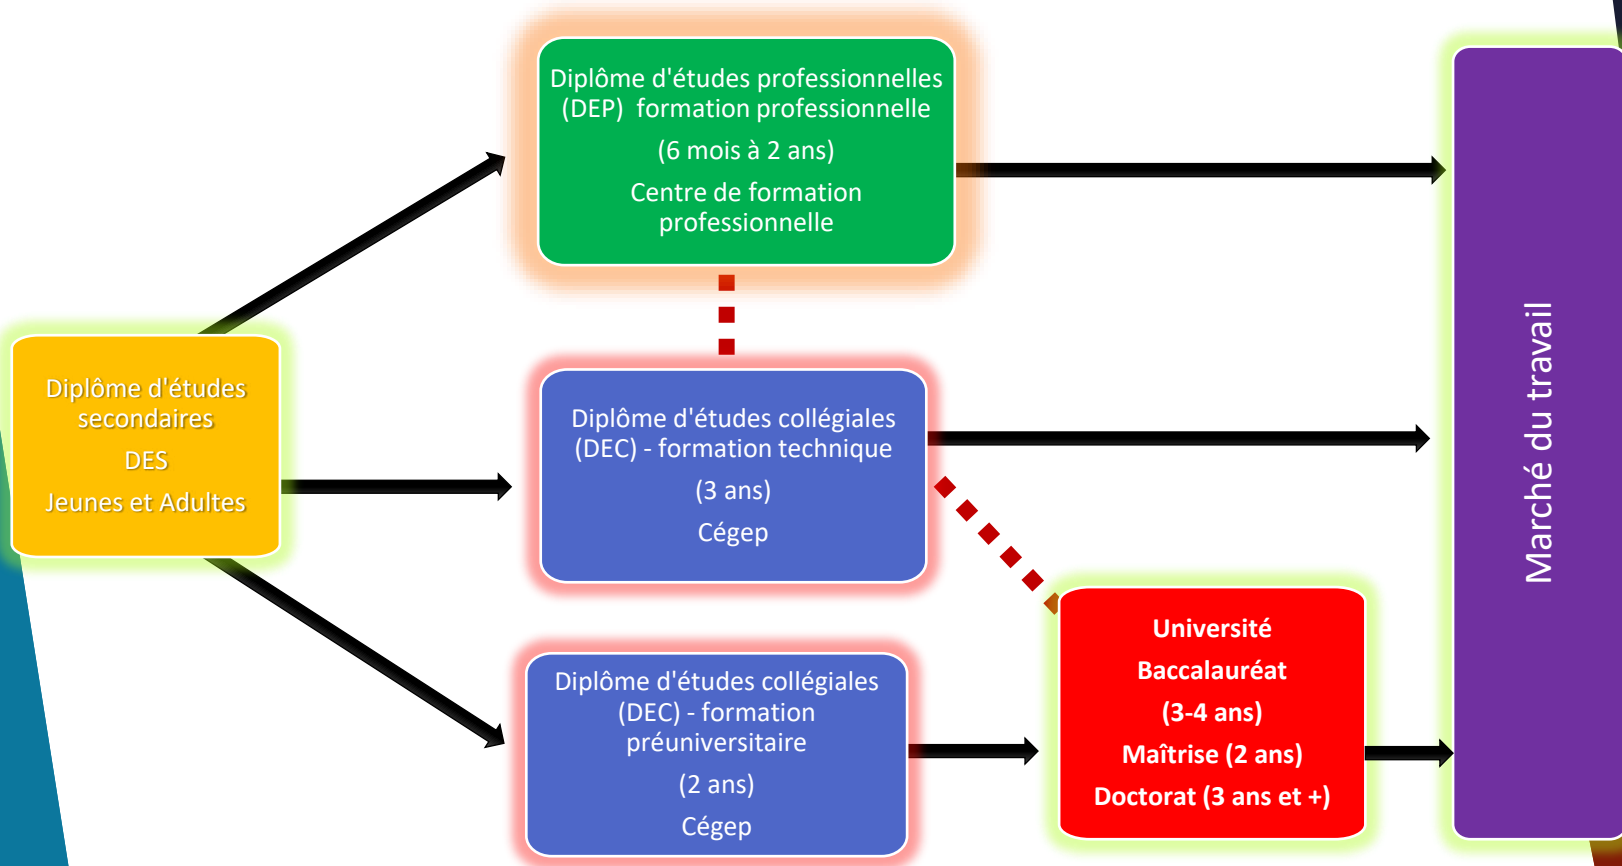 Diplôme d'études professionnelles
(DEP) formation professionnelle
(6 mois à 2 ans)
Centre de formation
professionnelle
Diplôme d'études
secondaires
DES
Jeunes et Adultes
Diplôme d'études collégiales
(DEC) - formation technique
(3 ans)
Cégep
Diplôme d'études collégiales
(DEC) - formation
préuniversitaire
(2 ans)
Cégep
Université
Baccalauréat
(3-4 ans)
Maîtrise (2 ans)
Doctorat (3 ans et +)
Marché du travail